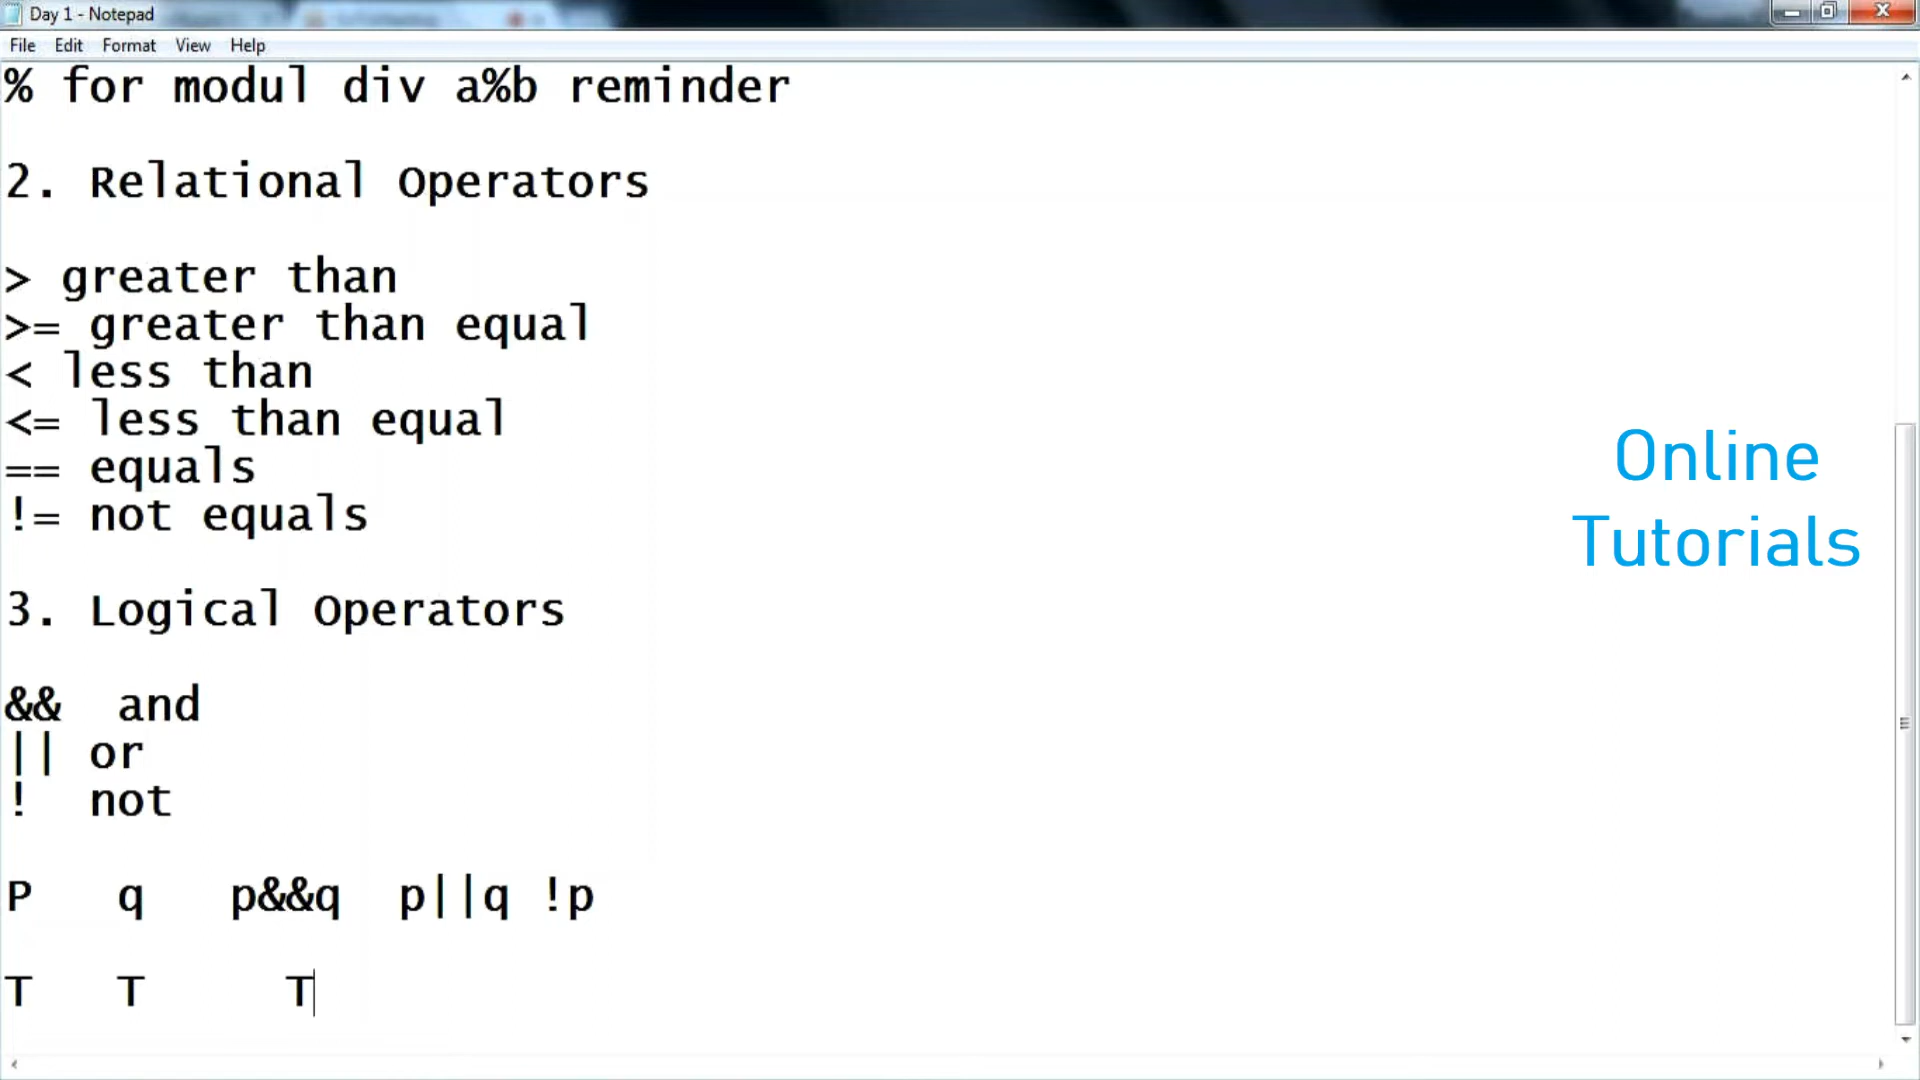 Day 1 - Notepad
File Edit Format View Help
% for modul div a%b reminder
2. Relational Operators
> greater than
>= greater than equal
< less than
<= less than equal
== equals
!= not equals
3. Logical Operators
&& and
|| or
! not
P q p&&q p||q !p
T T T
Online
Tutorials